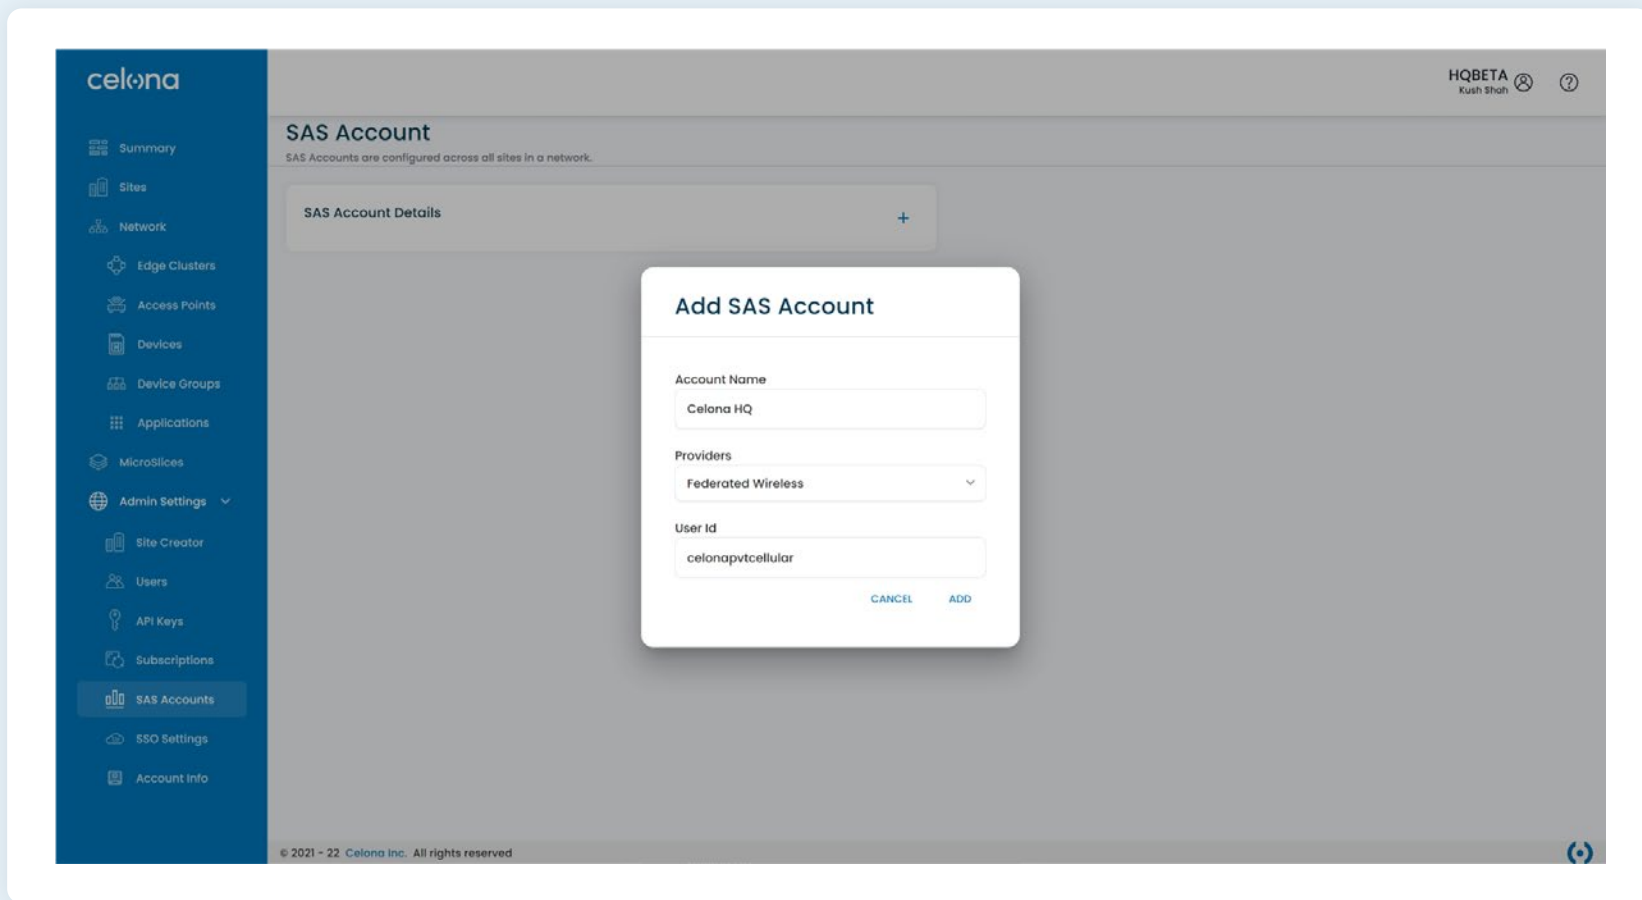 celona
HQBETA
Kush Shah
Summary
Sites
Network
Edge Clusters
Access Points
Devices
Device Groups
Applications
MicroSlices
Admin Settings
Site Creator
Users
API Keys
Subscriptions
SAS Accounts
SSO Settings
Account Info
SAS Account
SAS Accounts are configured across all sites in a network.
SAS Account Details
+
Add SAS Account
Account Name
Celona HQ
Providers
Federated Wireless
User Id
celonapvtcellular
CANCEL ADD
© 2021 - 22 Celona Inc. All rights reserved